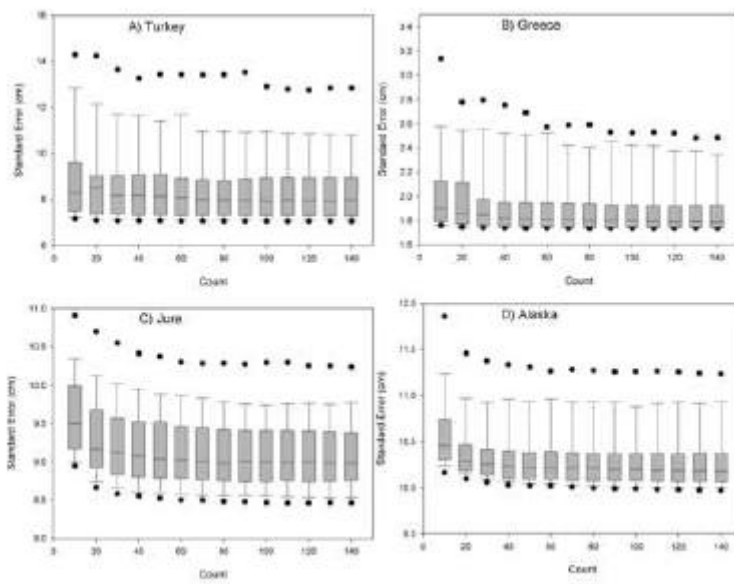 A) Turkey
Standard Error (cm)
16
14
12
10
8
6
0 20 40 60 80 100 120 140
Count
B) Greece
Standard Error (cm)
3.4
3.2
3.0
2.8
2.6
2.4
2.2
2.0
1.8
1.6
0 20 40 60 80 100 120 140
Count
C) Jura
Standard Error (cm)
11.0
10.5
10.0
9.5
9.0
8.5
8.0
0 20 40 60 80 100 120 140
Count
D) Alaska
Standard Error (cm)
12.0
11.5
11.0
10.5
10.0
9.5
0 20 40 60 80 100 120 140
Count